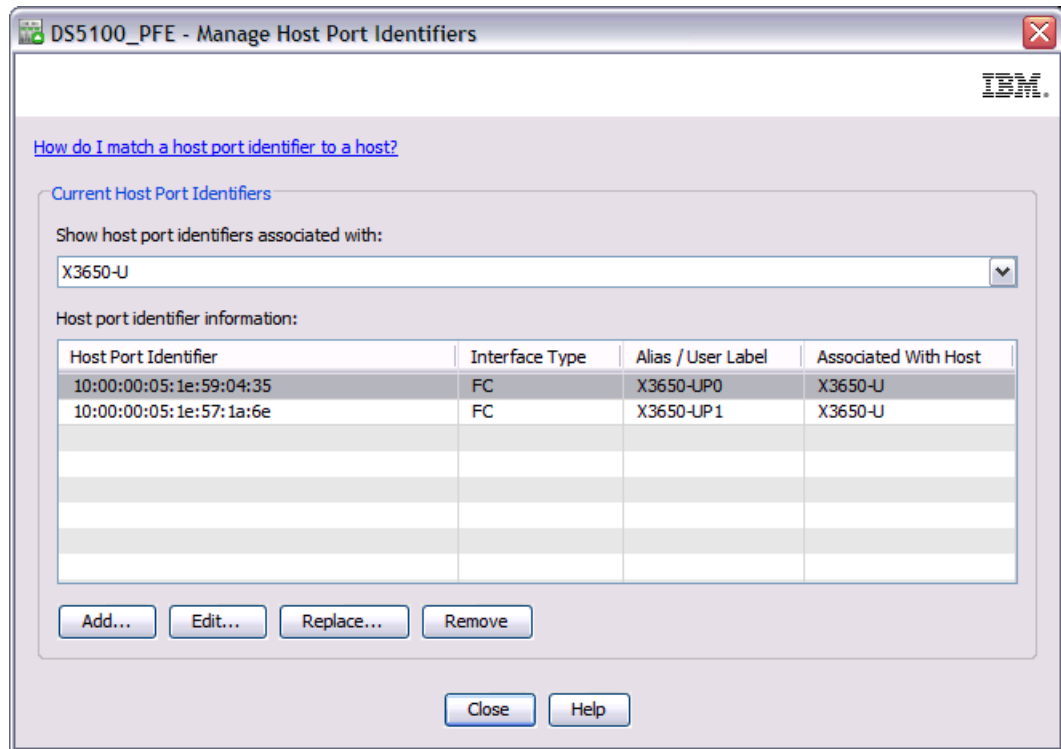 DS5100_PFE - Manage Host Port Identifiers
IBM.
How do I match a host port identifier to a host?
Current Host Port Identifiers
Show host port identifiers associated with:
X3650-U
Host port identifier information:
Host Port Identifier Interface Type Alias / User Label Associated With Host
10:00:00:05:1e:59:04:35 FC X3650-UP0 X3650-U
10:00:00:05:1e:57:1a:6e FC X3650-UP1 X3650-U
Add... Edit... Replace... Remove
Close Help